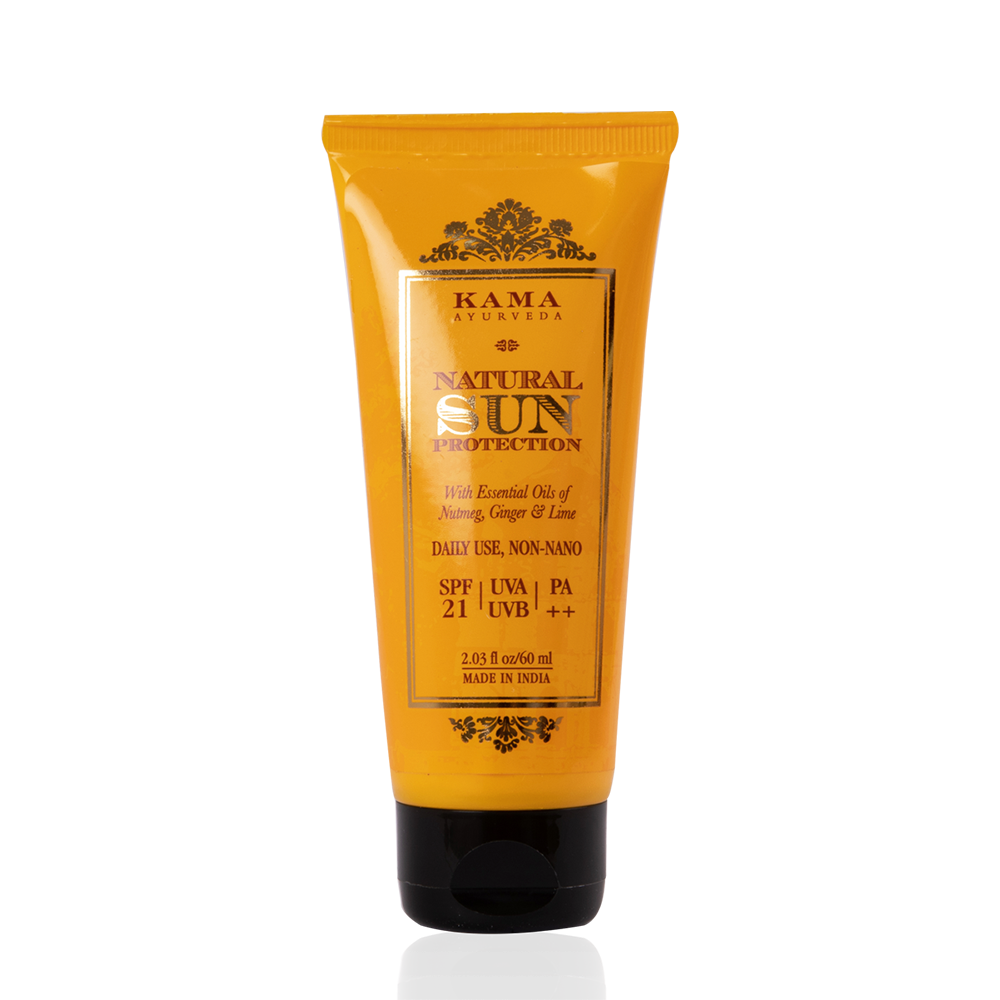 KAMA
AYURVEDA
NATURAL
SUN
PROTECTION
With Essential Oils of
Nutmeg, Ginger & Lime
DAILY USE, NON-NANO
SPF 21 | UVA UVB | PA ++
2.03 fl oz/60 ml
MADE IN INDIA